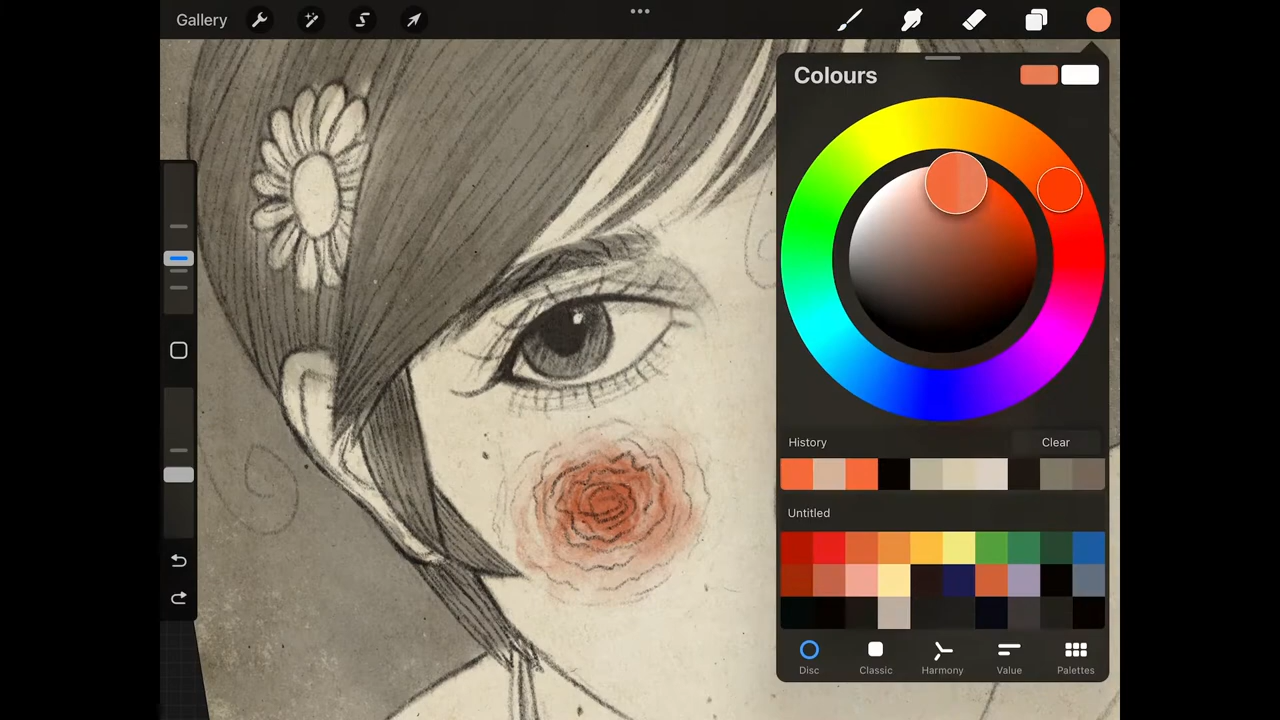 Gallery
Colours
History
Clear
Untitled
Disc
Classic
Harmony
Value
Palettes